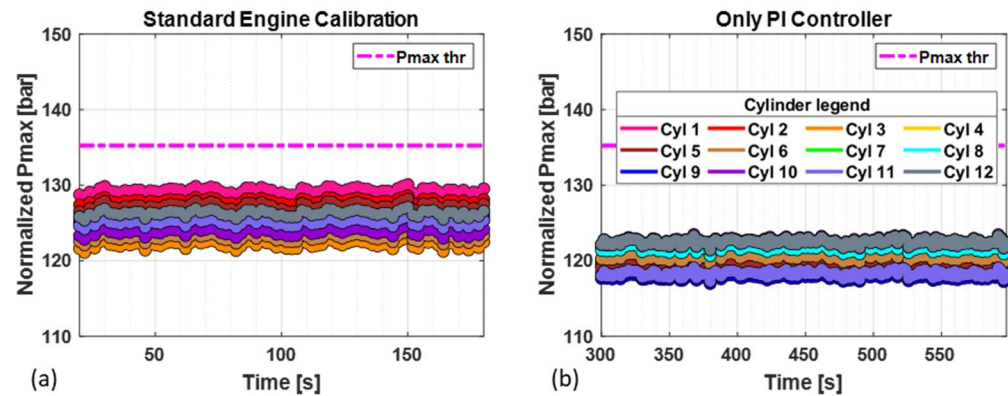 Standard Engine Calibration
Normalized Pmax [bar]
150
140
130
120
110
Pmax thr
50
100
150
Time [s]
(a)
Only PI Controller
Normalized Pmax [bar]
150
140
130
120
110
Pmax thr
Cylinder legend
Cyl 1 Cyl 2 Cyl 3 Cyl 4
Cyl 5 Cyl 6 Cyl 7 Cyl 8
Cyl 9 Cyl 10 Cyl 11 Cyl 12
300 350 400 450 500 550
Time [s]
(b)